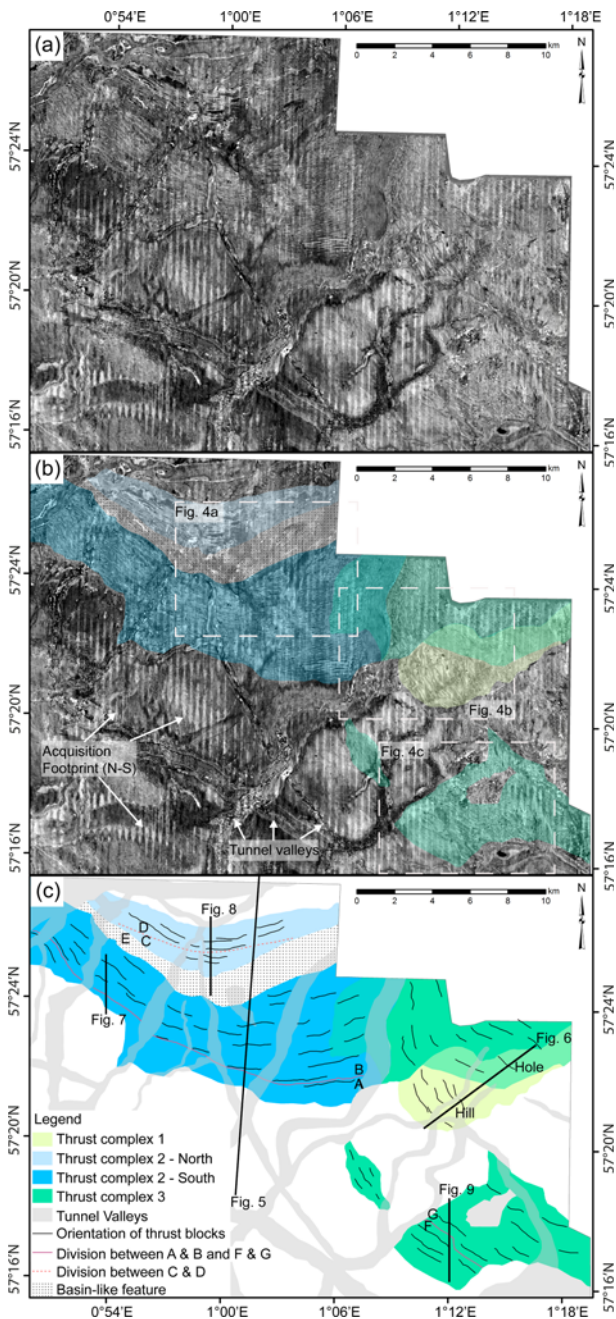 0°54'E 1°00'E 1°06'E 1°12'E 1°18'E
(a)
N
0 2 4 6 8 10
km
57°24'N 57°24'N
57°20'N 57°20'N
57°16'N 57°16'N
(b)
N
0 2 4 6 8 10
km
Fig. 4a
57°24'N 57°24'N
Fig. 4b
57°20'N 57°20'N
Acquisition
Footprint (N-S)
Fig. 4c
Tunnel valleys
57°16'N 57°16'N
(c)
N
0 2 4 6 8 10
km
Fig. 8
D
E C
57°24'N 57°24'N
Fig. 7
Fig. 6
B
A
Hole
Hill
57°20'N 57°20'N
Legend
Thrust complex 1
Thrust complex 2 - North
Thrust complex 2 - South
Thrust complex 3
Tunnel Valleys
Orientation of thrust blocks
Division between A & B and F & G
Division between C & D
Basin-like feature
Fig. 5
Fig. 9
G
F
57°16'N 57°16'N
0°54'E 1°00'E 1°06'E 1°12'E 1°18'E